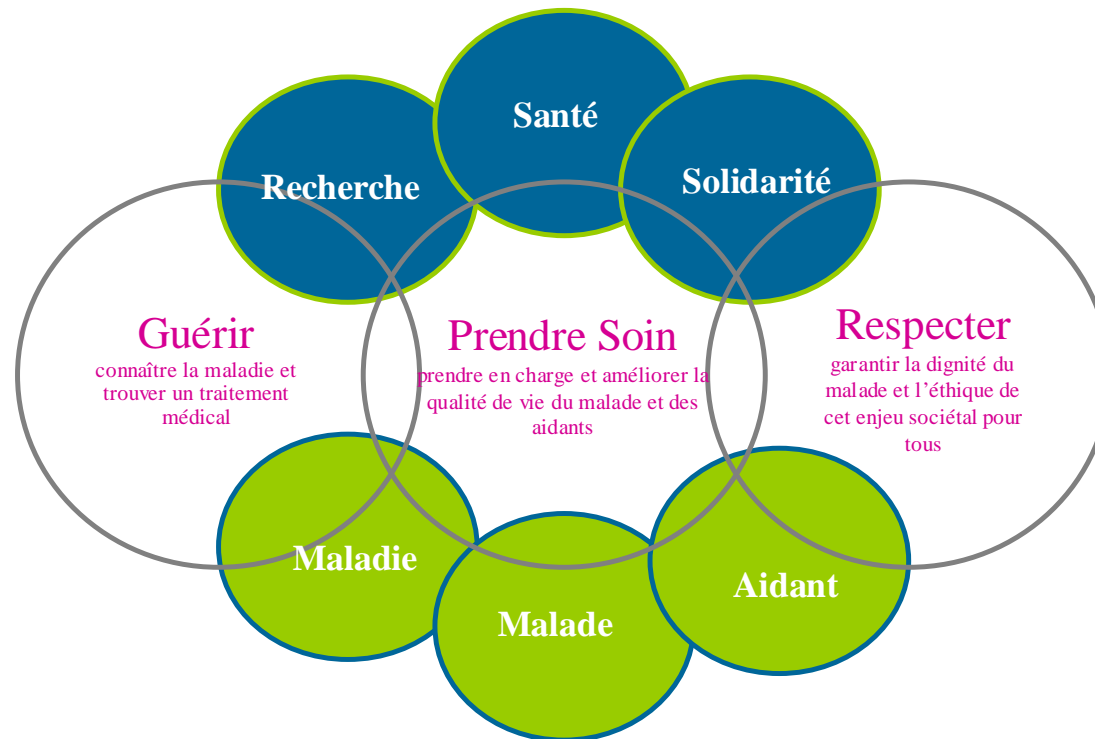 Santé
Recherche
Solidarité
Guérir
connaître la maladie et
trouver un traitement
médical
Prendre Soin
prendre en charge et améliorer la
qualité de vie du malade et des
aidants
Respecter
garantir la dignité du
malade et l’éthique de
cet enjeu sociétal pour
tous
Maladie
Malade
Aidant